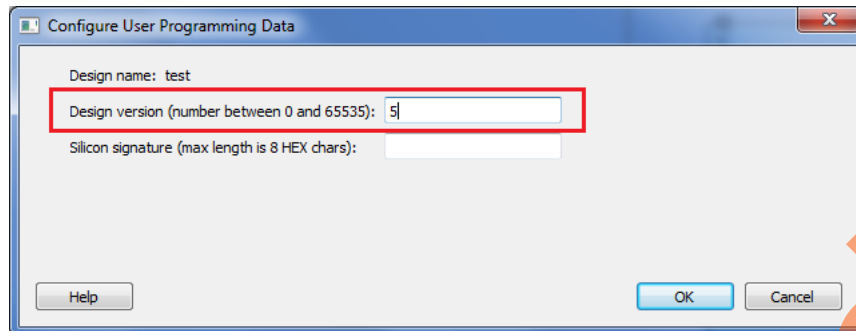 Configure User Programming Data
Design name: test
Design version (number between 0 and 65535): 5
Silicon signature (max length is 8 HEX chars):
Help OK Cancel